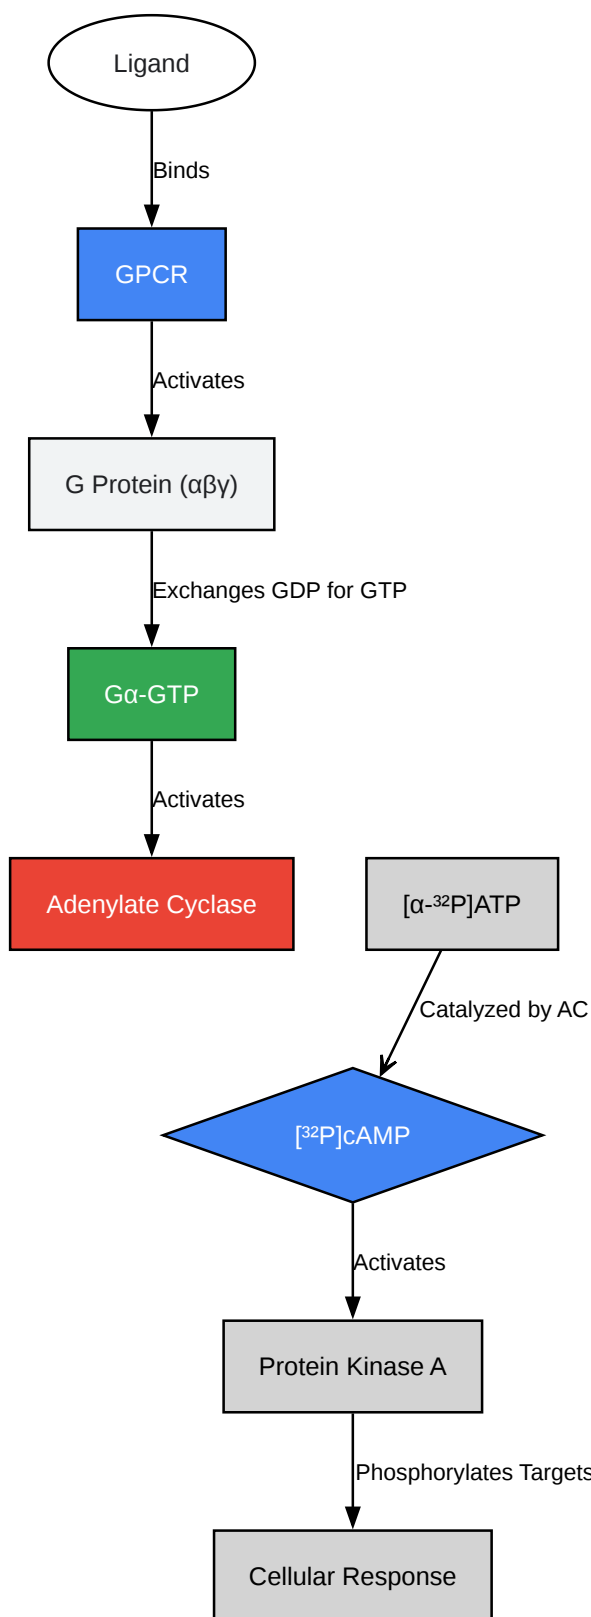 Ligand
Binds
GPCR
Activates
G Protein (αβγ)
Exchanges GDP for GTP
Gα-GTP
Activates
Adenylate Cyclase
[α-³²P]ATP
Catalyzed by AC
[³²P]cAMP
Activates
Protein Kinase A
Phosphorylates Targets
Cellular Response